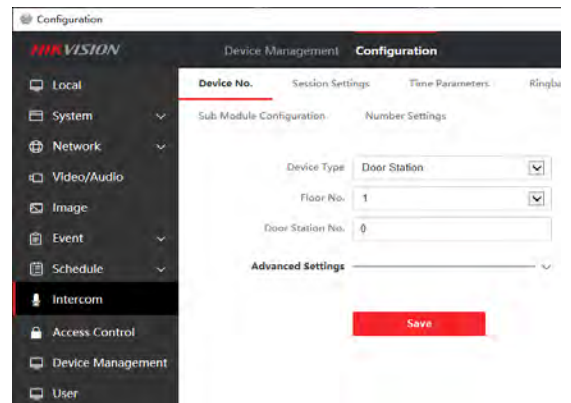 Configuration
HIKVISION
Device Management Configuration
Local
System
Network
Video/Audio
Image
Event
Schedule
Intercom
Access Control
Device Management
User
Device No. Session Settings Time Parameters Ringba
Sub Module Configuration Number Settings
Device Type Door Station
Floor No. 1
Door Station No. 0
Advanced Settings
Save